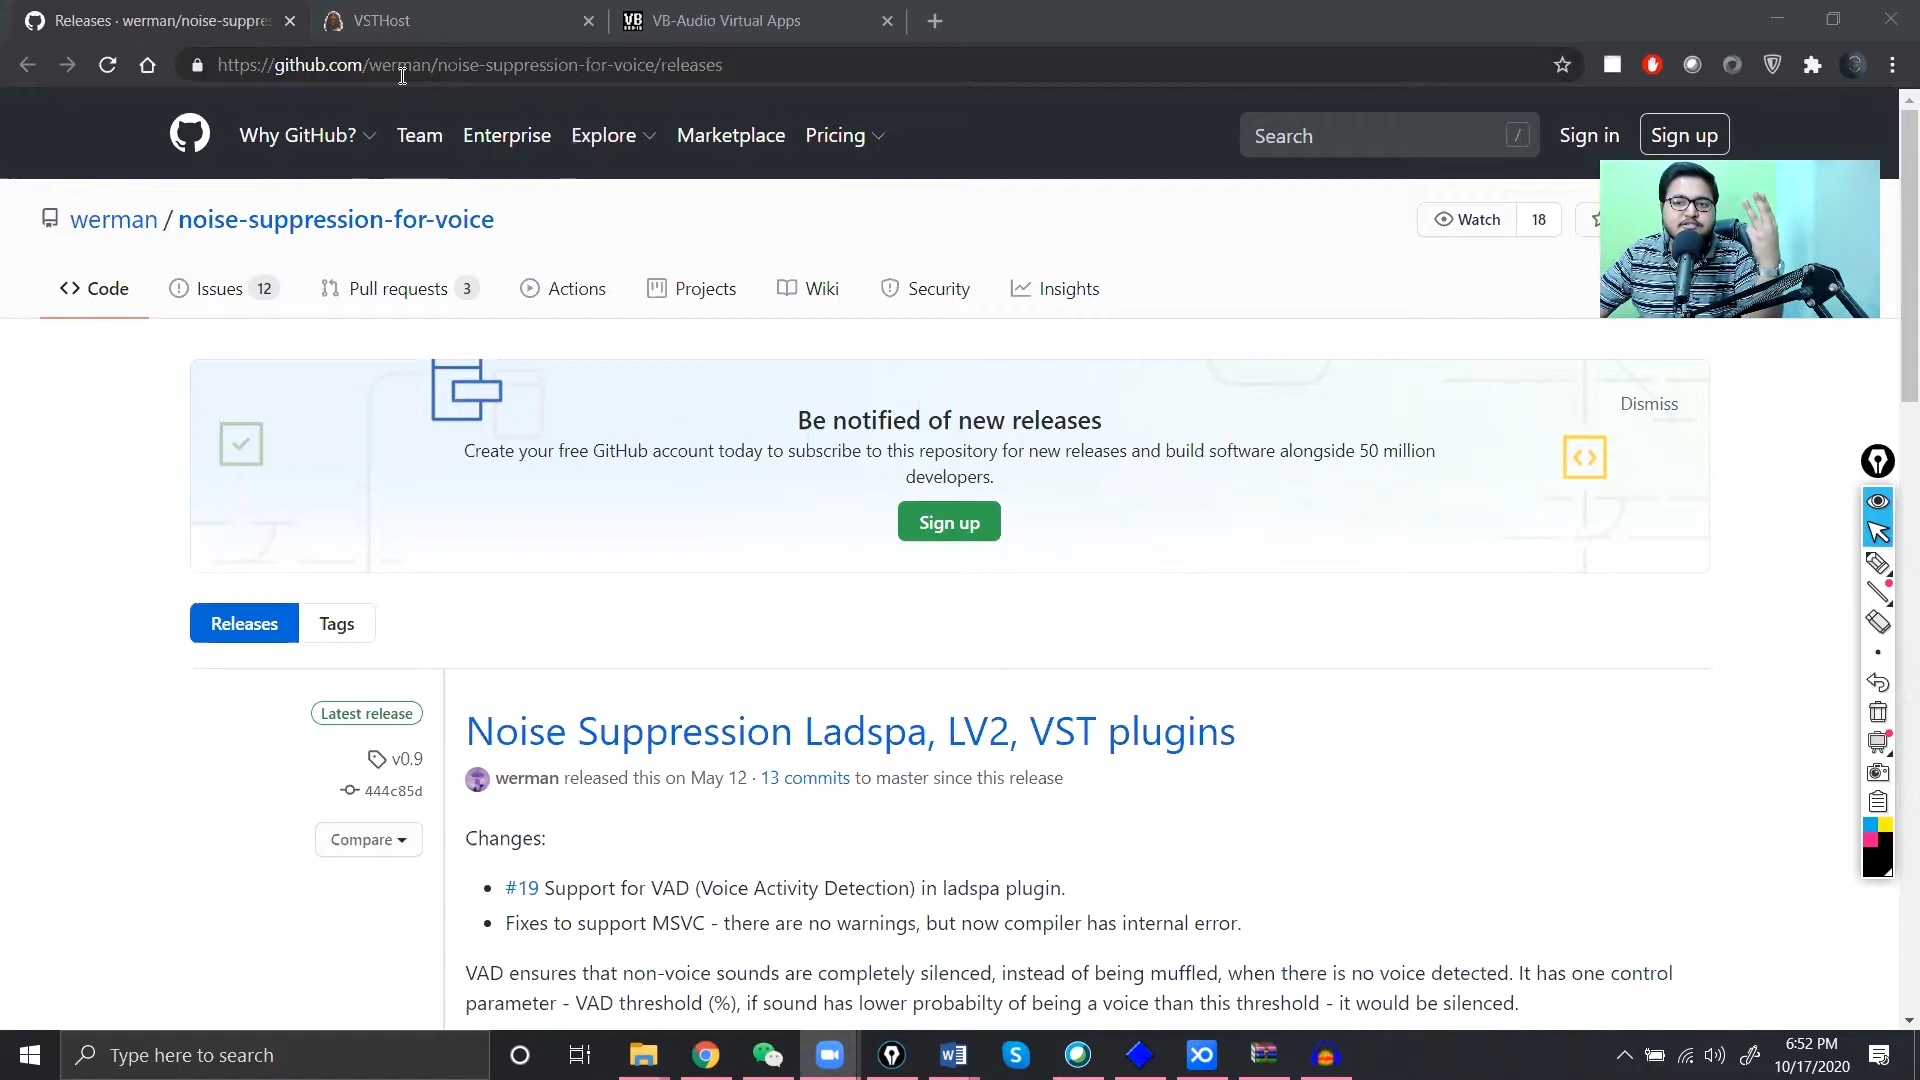 Releases · werman/noise-suppres
VSTHost
VB-Audio Virtual Apps
https://github.com/werman/noise-suppression-for-voice/releases
Why GitHub?
Team
Enterprise
Explore
Marketplace
Pricing
Search
/
Sign in
Sign up
werman / noise-suppression-for-voice
Watch 18
Code
Issues 12
Pull requests 3
Actions
Projects
Wiki
Security
Insights
Be notified of new releases
Dismiss
Create your free GitHub account today to subscribe to this repository for new releases and build software alongside 50 million
developers.
Sign up
Releases
Tags
Latest release
v0.9
444c85d
Compare
Noise Suppression Ladspa, LV2, VST plugins
werman released this on May 12 · 13 commits to master since this release
Changes:
#19 Support for VAD (Voice Activity Detection) in ladspa plugin.
Fixes to support MSVC - there are no warnings, but now compiler has internal error.
VAD ensures that non-voice sounds are completely silenced, instead of being muffled, when there is no voice detected. It has one control
parameter - VAD threshold (%), if sound has lower probabilty of being a voice than this threshold - it would be silenced.
Type here to search
6:52 PM
10/17/2020